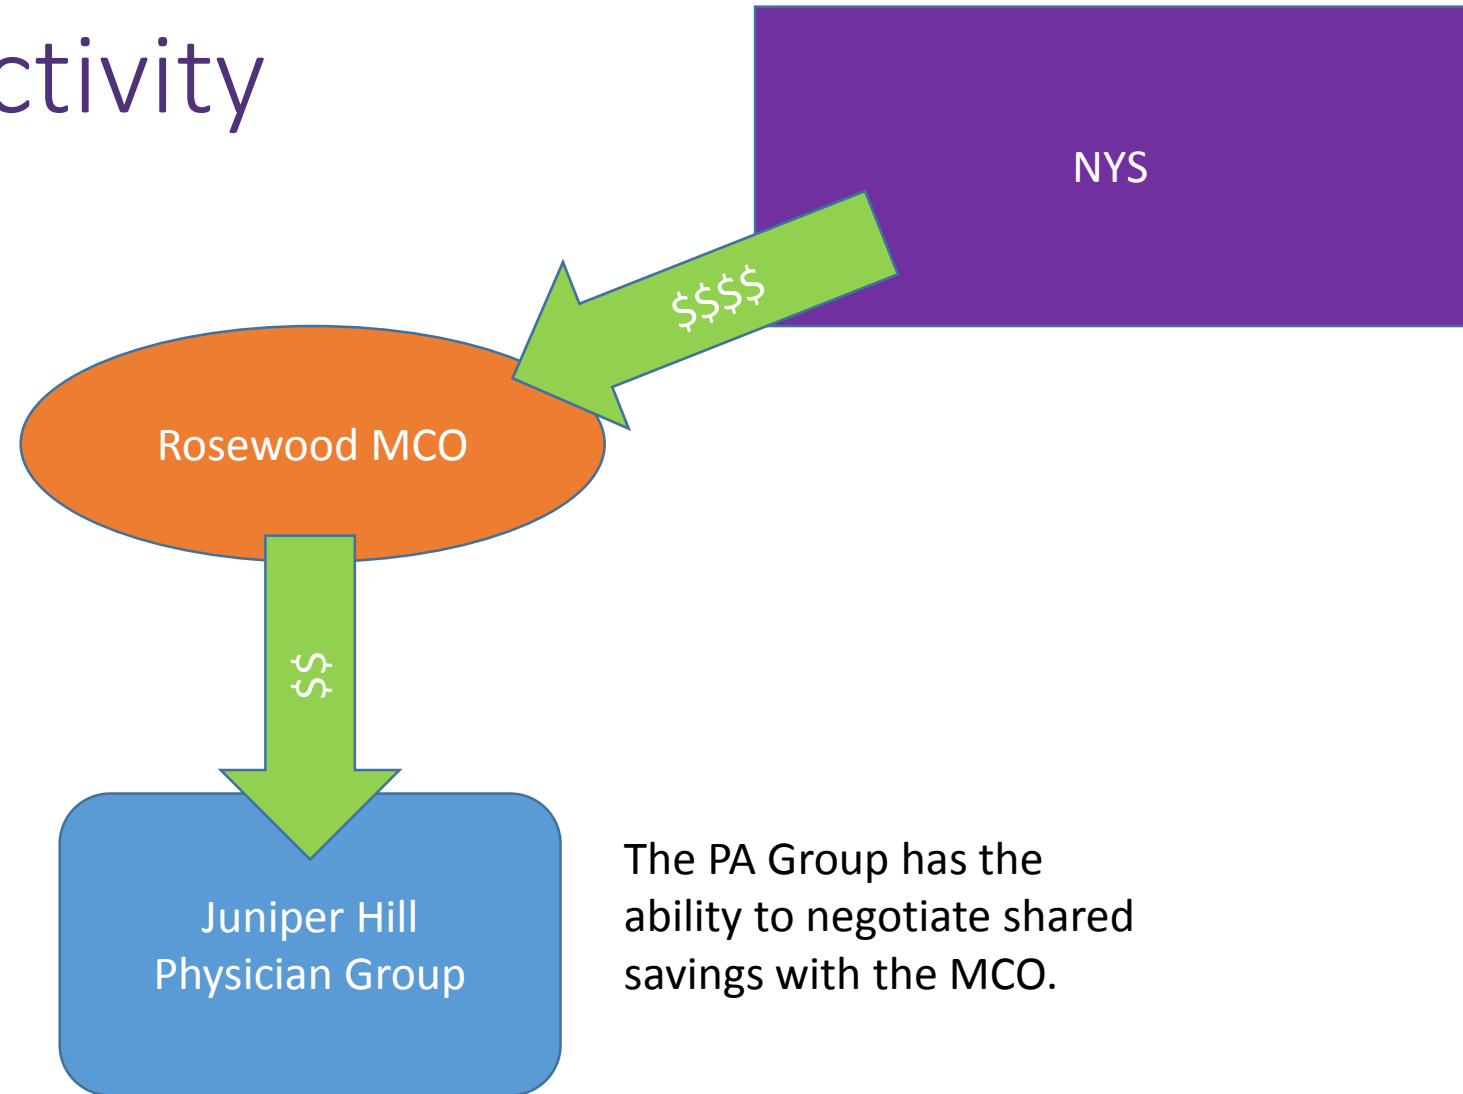 ctivity
NYS
$$$$
Rosewood MCO
$$
Juniper Hill
Physician Group
The PA Group has the
ability to negotiate shared
savings with the MCO.